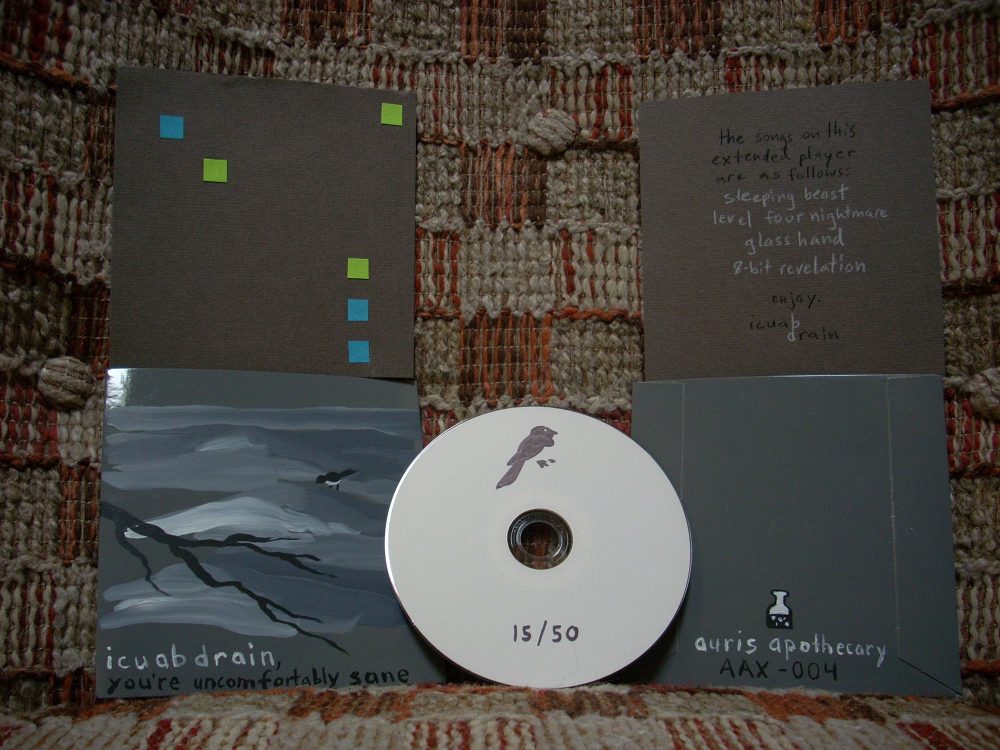 the songs on this
extended player
are as follows:
sleeping beast
level four nightmare
glass hand
8-bit revelation
enjoy.
icuab
rain
icuabdrain,
you're uncomfortably sane
15/50
auris apothecary
AAX-004